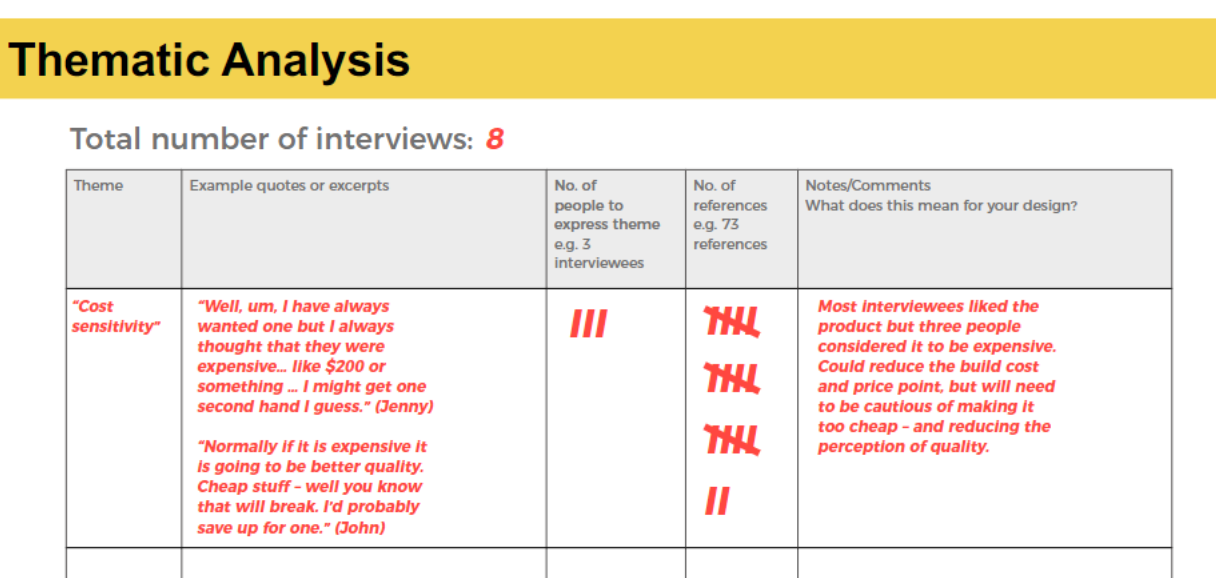 Thematic Analysis
Total number of interviews: 8
Theme
Example quotes or excerpts
No. of
people to
express theme
e.g. 3
interviewees
No. of
references
e.g. 73
references
Notes/Comments
What does this mean for your design?
"Cost
sensitivity"
"Well, um, I have always
wanted one but I always
thought that they were
expensive... like $200 or
something ... I might get one
second hand I guess." (Jenny)
"Normally if it is expensive it
is going to be better quality.
Cheap stuff – well you know
that will break. I'd probably
save up for one." (John)
Most interviewees liked the
product but three people
considered it to be expensive.
Could reduce the build cost
and price point, but will need
to be cautious of making it
too cheap – and reducing the
perception of quality.